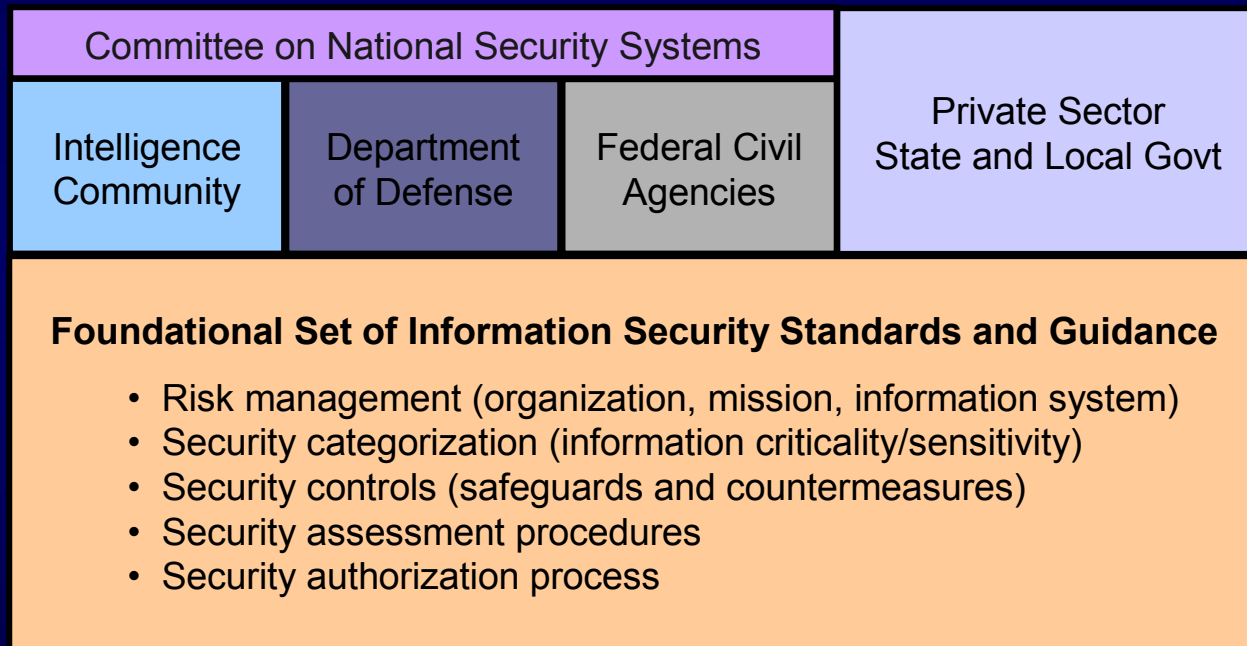 Committee on National Security Systems
Intelligence
Community
Department
of Defense
Federal Civil
Agencies
Private Sector
State and Local Govt
Foundational Set of Information Security Standards and Guidance
• Risk management (organization, mission, information system)
• Security categorization (information criticality/sensitivity)
• Security controls (safeguards and countermeasures)
• Security assessment procedures
• Security authorization process